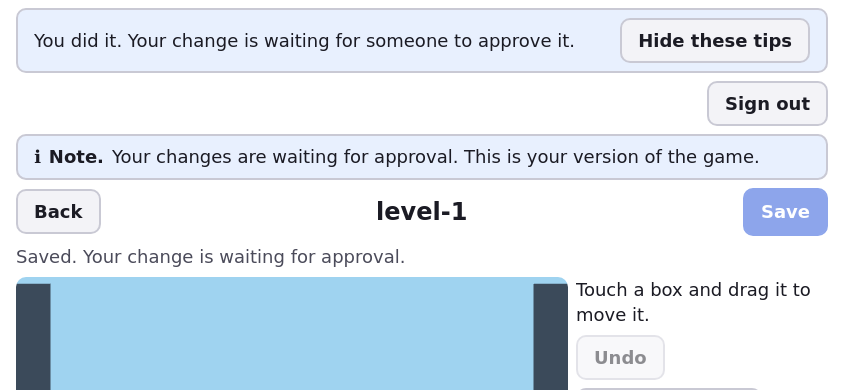 You did it. Your change is waiting for someone to approve it.
Hide these tips
Sign out
ℹ Note. Your changes are waiting for approval. This is your version of the game.
Back
level-1
Save
Saved. Your change is waiting for approval.
Touch a box and drag it to
move it.
Undo